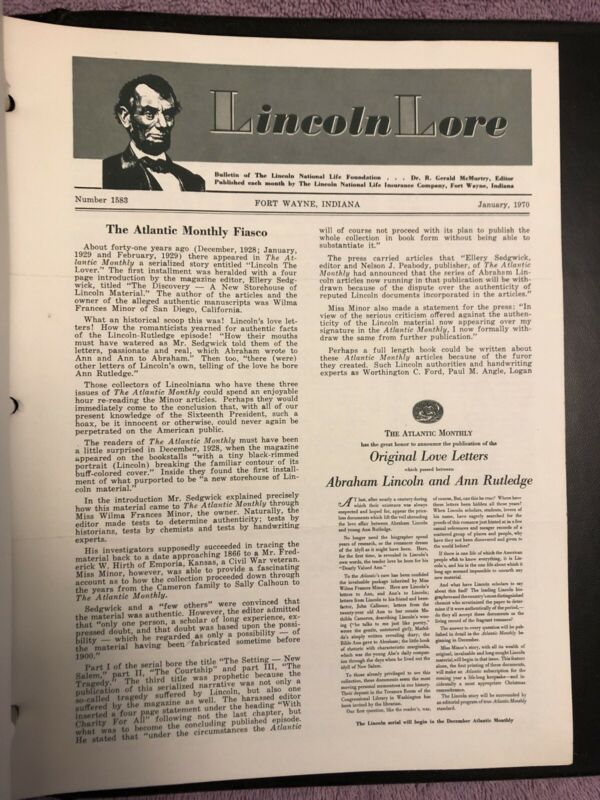 Lincoln Lore
Bulletin of The Lincoln National Life Foundation . . . Dr. R. Gerald McMurtry, Editor
Published each month by The Lincoln National Life Insurance Company, Fort Wayne, Indiana
Number 1583
FORT WAYNE, INDIANA
January, 1970
The Atlantic Monthly Fiasco
About forty-one years ago (December, 1928; January,
1929 and February, 1929) there appeared in The At-
lantic Monthly a serialized story entitled "Lincoln The
Lover." The first installment was heralded with a four
page introduction by the magazine editor, Ellery Sedg-
wick, titled "The Discovery — A New Storehouse of
Lincoln Material." The author of the articles and the
owner of the alleged authentic manuscripts was Wilma
Frances Minor of San Diego, California.
What an historical scoop this was! Lincoln's love let-
ters! How the romanticists yearned for authentic facts
of the Lincoln-Rutledge episode! "How their mouths
must have watered as Mr. Sedgwick told them of the
letters, passionate and real, which Abraham wrote to
Ann and Ann to Abraham." Then too, "there (were)
other letters of Lincoln's own, telling of the love he bore
Ann Rutledge."
Those collectors of Lincolniana who have these three
issues of The Atlantic Monthly could spend an enjoyable
hour re-reading the Minor articles. Perhaps they would
immediately come to the conclusion that, with all of our
present knowledge of the Sixteenth President, such a
hoax, be it innocent or otherwise, could never again be
perpetrated on the American public.
The readers of The Atlantic Monthly must have been
a little surprised in December, 1928, when the magazine
appeared on the bookstalls "with a tiny black-rimmed
portrait (Lincoln) breaking the familiar contour of its
buff-colored cover." Inside they found the first install-
ment of what purported to be "a new storehouse of Lin-
coln material."
In the introduction Mr. Sedgwick explained precisely
how this material came to The Atlantic Monthly through
Miss Wilma Frances Minor, the owner. Naturally, the
editor made tests to determine authenticity; tests by
historians, tests by chemists and tests by handwriting
experts.
His investigators supposedly succeeded in tracing the
material back to a date approaching 1866 to a Mr. Fred-
erick W. Hirth of Emporia, Kansas, a Civil War veteran.
Miss Minor, however, was able to provide a fascinating
account as to how the collection proceeded down through
the years from the Cameron family to Sally Calhoun to
The Atlantic Monthly.
Sedgwick and a "few others" were convinced that
the material was authentic. However, the editor admitted
that "only one person, a scholar of long experience, ex-
pressed doubt, and that doubt was based upon the possi-
bility — which he regarded as only a possibility — of
the material having been fabricated sometime before
1900."
Part I of the serial bore the title "The Setting — New
Salem," part II, "The Courtship" and part III, "The
Tragedy." The third title was prophetic because the
publication of this serialized narrative was not only a
so-called tragedy suffered by Lincoln, but also one
suffered by the magazine as well. The harased editor
inserted a four page statement under the heading "With
Charity For All" following not the last chapter, but
what was to become the concluding published episode.
He stated that "under the circumstances the Atlantic
will of course not proceed with its plan to publish the
whole collection in book form without being able to
substantiate it."
The press carried articles that "Ellery Sedgwick,
editor and Nelson J. Peabody, publisher, of The Atlantic
Monthly had announced that the series of Abraham Lin-
coln articles now running in that publication will be with-
drawn because of the dispute over the authenticity of
reputed Lincoln documents incorporated in the articles."
Miss Minor also made a statement for the press: "In
view of the serious criticism offered against the authen-
ticity of the Lincoln material now appearing over my
signature in the Atlantic Monthly, I now formally with-
draw the same from further publication."
Perhaps a full length book could be written about
these Atlantic Monthly articles because of the furor
they created. Such Lincoln authorities and handwriting
experts as Worthington C. Ford, Paul M. Angle, Logan
THE ATLANTIC MONTHLY
has the great honor to announce the publication of the
Original Love Letters
which passed between
Abraham Lincoln and Ann Rutledge
The Lincoln serial will begin in the December Atlantic Monthly